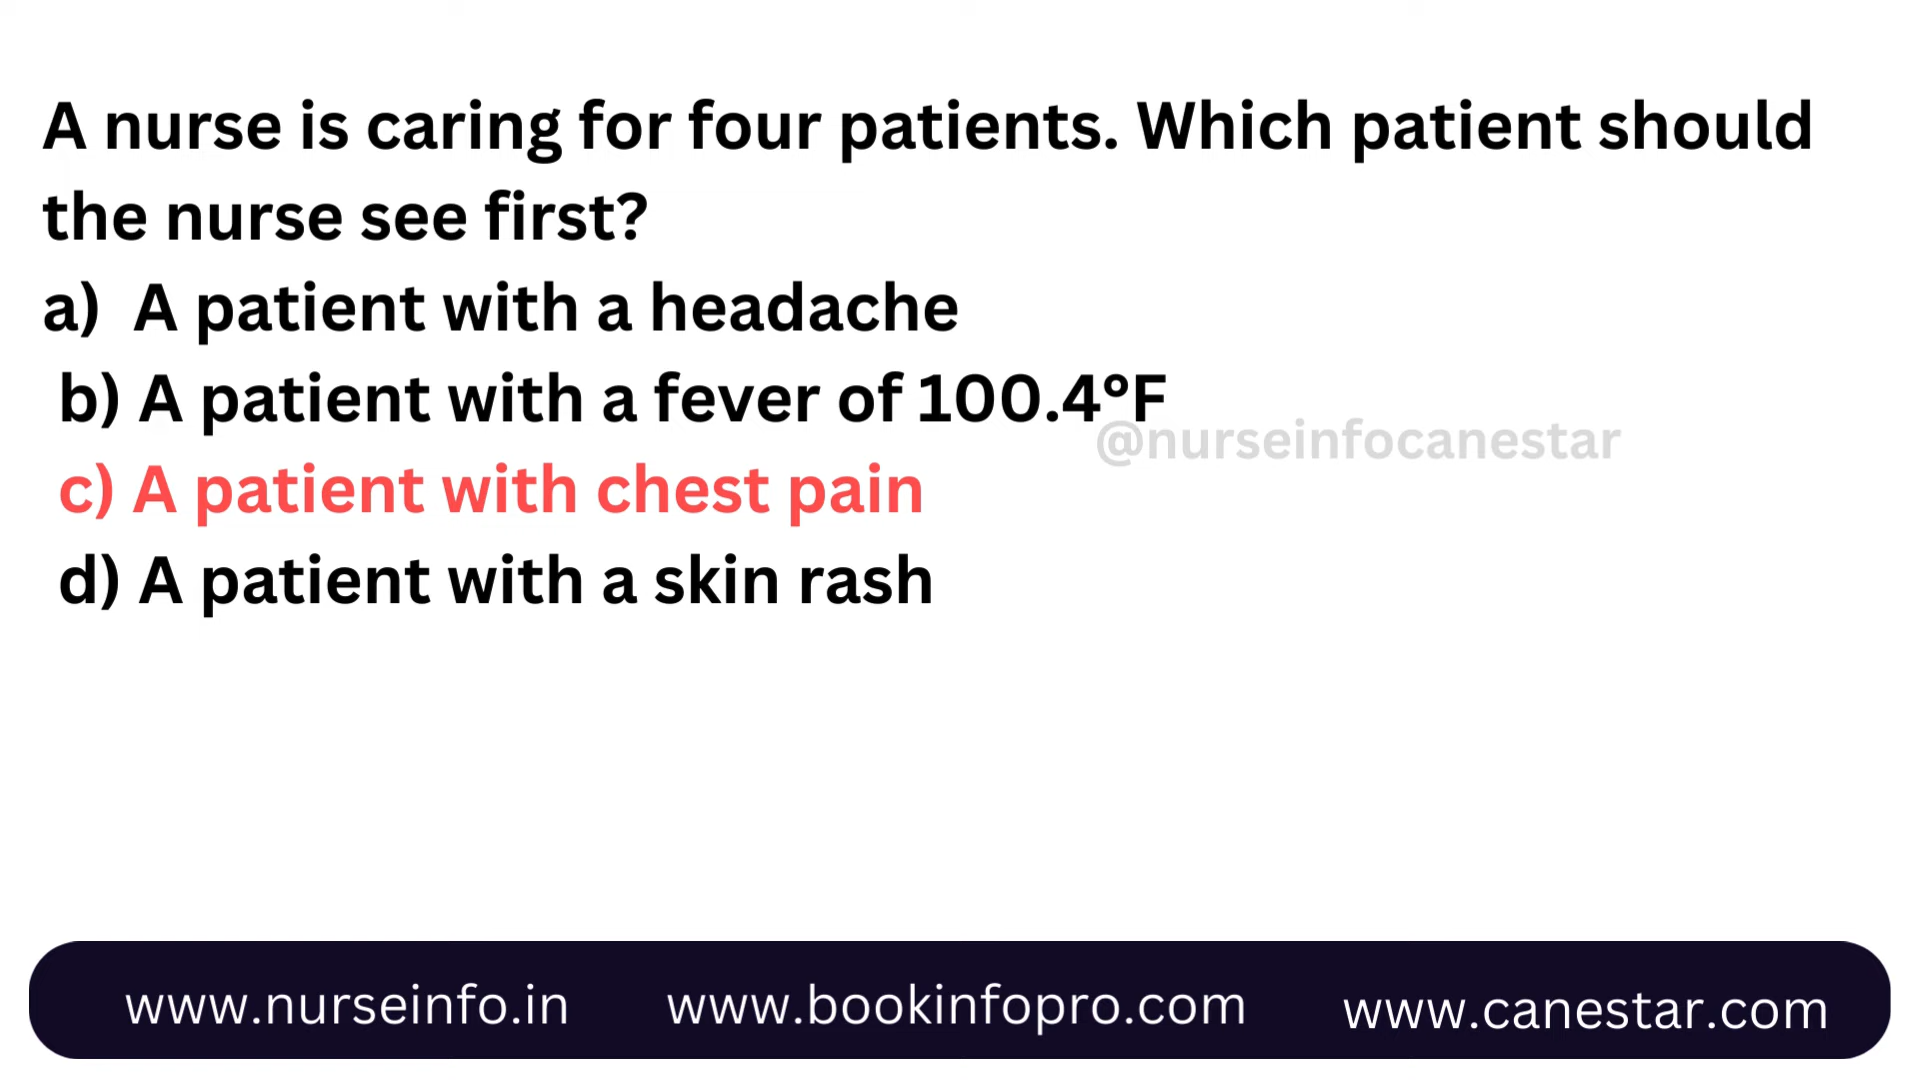 A nurse is caring for four patients. Which patient should
the nurse see first?
a) A patient with a headache
b) A patient with a fever of 100.4°F
@nurseinfocanestar
c) A patient with chest pain
d) A patient with a skin rash
www.nurseinfo.in www.bookinfopro.com www.canestar.com